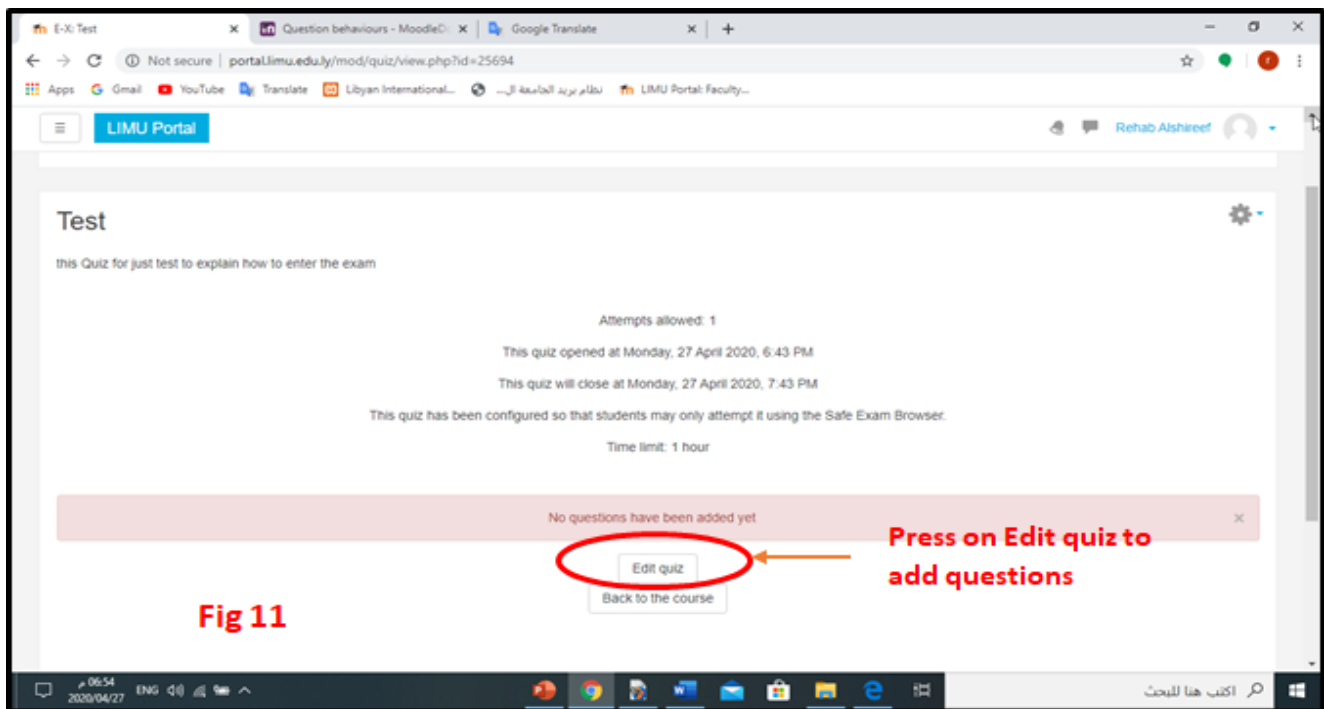 E-X: Test
Question behaviours - MoodleDo
Google Translate
Not secure | portal.limu.edu.ly/mod/quiz/view.php?id=25694
Apps Gmail YouTube Translate Libyan International... نظام بريد الجامعة ال... LIMU Portal: Faculty...
LIMU Portal
Rehab Alshireef
Test
this Quiz for just test to explain how to enter the exam
Attempts allowed: 1
This quiz opened at Monday, 27 April 2020, 6:43 PM
This quiz will close at Monday, 27 April 2020, 7:43 PM
This quiz has been configured so that students may only attempt it using the Safe Exam Browser.
Time limit: 1 hour
No questions have been added yet
Press on Edit quiz to
add questions
Edit quiz
Back to the course
Fig 11
06:54 م
2020/04/27
ENG
اكتب هنا للبحث